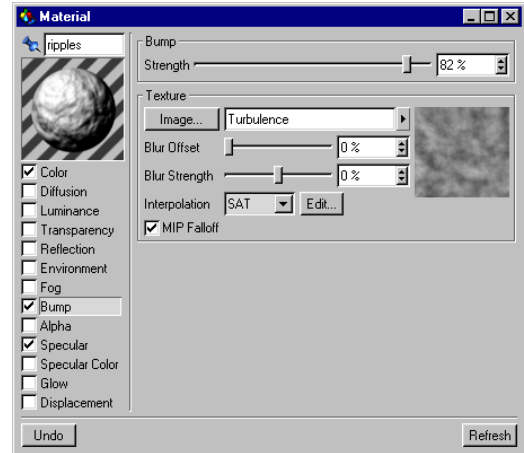 Material
ripples
Color
Diffusion
Luminance
Transparency
Reflection
Environment
Fog
Bump
Alpha
Specular
Specular Color
Glow
Displacement
Bump
Strength 82 %
Texture
Image... Turbulence
Blur Offset 0 %
Blur Strength 0 %
Interpolation SAT Edit...
MIP Falloff
Undo Refresh